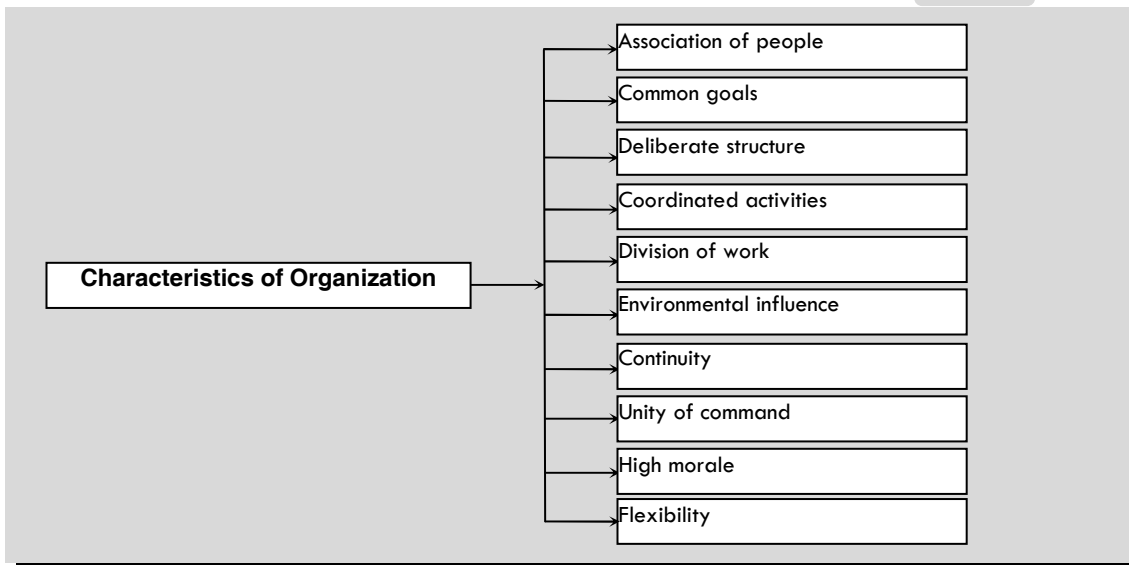 Association of people
Common goals
Deliberate structure
Coordinated activities
Division of work
Characteristics of Organization
Environmental influence
Continuity
Unity of command
High morale
Flexibility